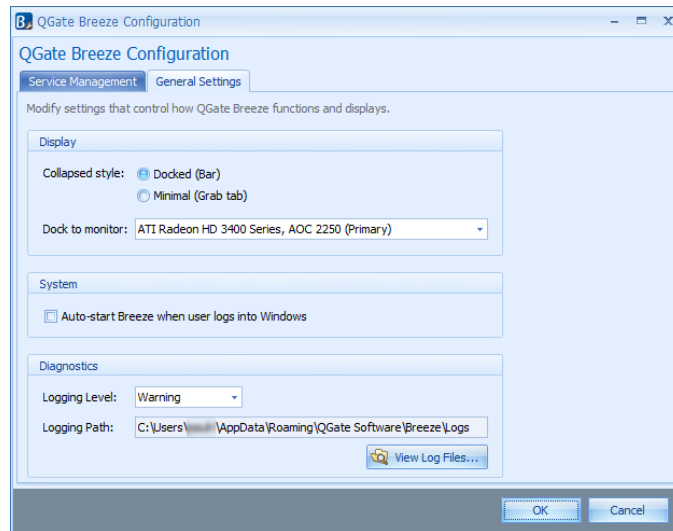 QGate Breeze Configuration
QGate Breeze Configuration
Service Management General Settings
Modify settings that control how QGate Breeze functions and displays.
Display
Collapsed style: Docked (Bar)
Minimal (Grab tab)
Dock to monitor: ATI Radeon HD 3400 Series, AOC 2250 (Primary)
System
Auto-start Breeze when user logs into Windows
Diagnostics
Logging Level: Warning
Logging Path: C:\Users\ \AppData\Roaming\QGate Software\Breeze\Logs
View Log Files...
OK Cancel